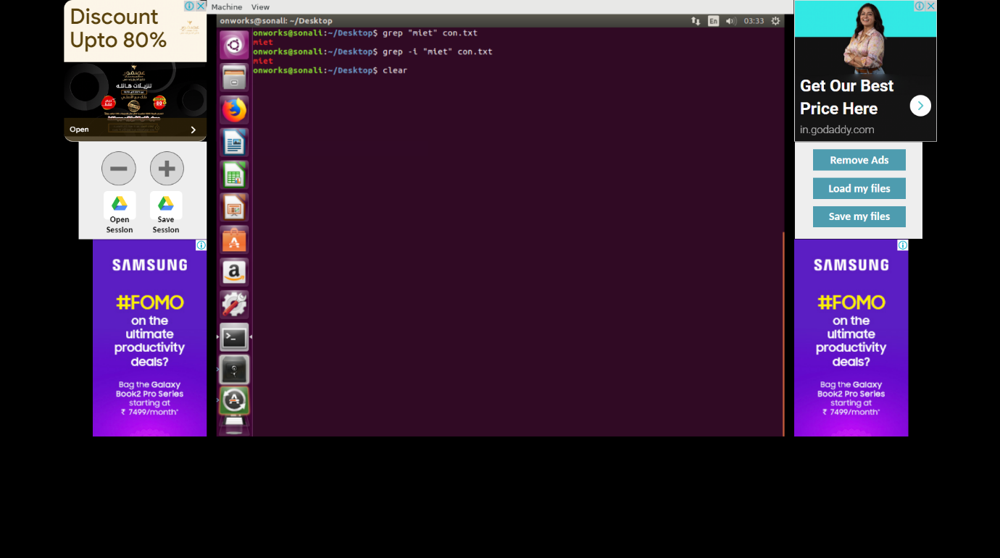 Discount
Upto 80%
عصفور
تنزيلات هائلة
80
Open
Open
Session
Save
Session
SAMSUNG
#FOMO
on the
ultimate
productivity
deals?
Bag the Galaxy
Book2 Pro Series
starting at
₹ 7499/month*
Machine View
onworks@sonali: ~/Desktop
En 03:33
onworks@sonali:~/Desktop$ grep "miet" con.txt
miet
onworks@sonali:~/Desktop$ grep -i "miet" con.txt
miet
onworks@sonali:~/Desktop$ clear
a
>_
Get Our Best
Price Here
in.godaddy.com
Remove Ads
Load my files
Save my files
SAMSUNG
#FOMO
on the
ultimate
productivity
deals?
Bag the Galaxy
Book2 Pro Series
starting at
₹ 7499/month*